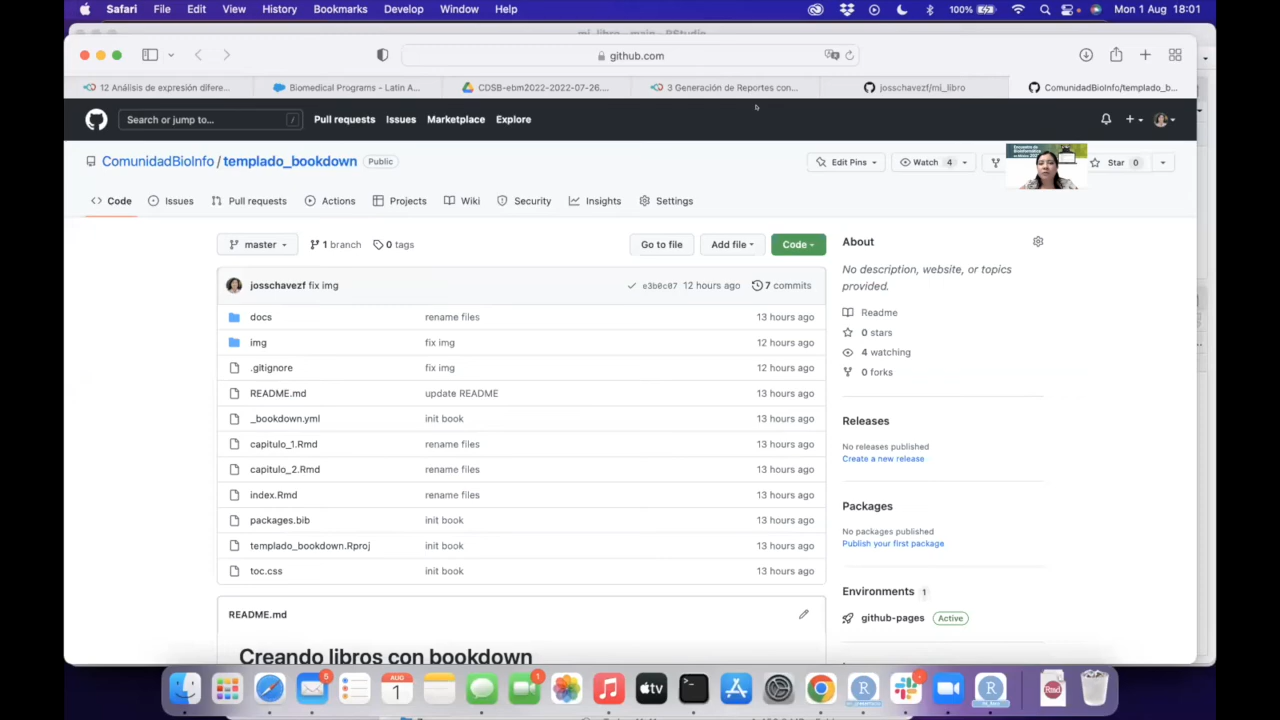 Safari File Edit View History Bookmarks Develop Window Help 100% Mon 1 Aug 18:01
github.com
12 Análisis de expresión difere... Biomedical Programs - Latin A... CDSB-ebm2022-2022-07-26.... 3 Generación de Reportes con... josschavezf/mi_libro ComunidadBioInfo/templado_b...
Search or jump to... / Pull requests Issues Marketplace Explore
ComunidadBioInfo / templado_bookdown Public Edit Pins Watch 4 Star 0
Code Issues Pull requests Actions Projects Wiki Security Insights Settings
master 1 branch 0 tags Go to file Add file Code
About
No description, website, or topics
provided.
josschavezf fix img e3b0c07 12 hours ago 7 commits
docs rename files 13 hours ago
img fix img 12 hours ago
.gitignore fix img 12 hours ago
README.md update README 13 hours ago
_bookdown.yml init book 13 hours ago
capitulo_1.Rmd rename files 13 hours ago
capitulo_2.Rmd rename files 13 hours ago
index.Rmd rename files 13 hours ago
packages.bib init book 13 hours ago
templado_bookdown.Rproj init book 13 hours ago
toc.css init book 13 hours ago
Readme
0 stars
4 watching
0 forks
Releases
No releases published
Create a new release
Packages
No packages published
Publish your first package
Environments 1
github-pages Active
README.md
Creando libros con bookdown